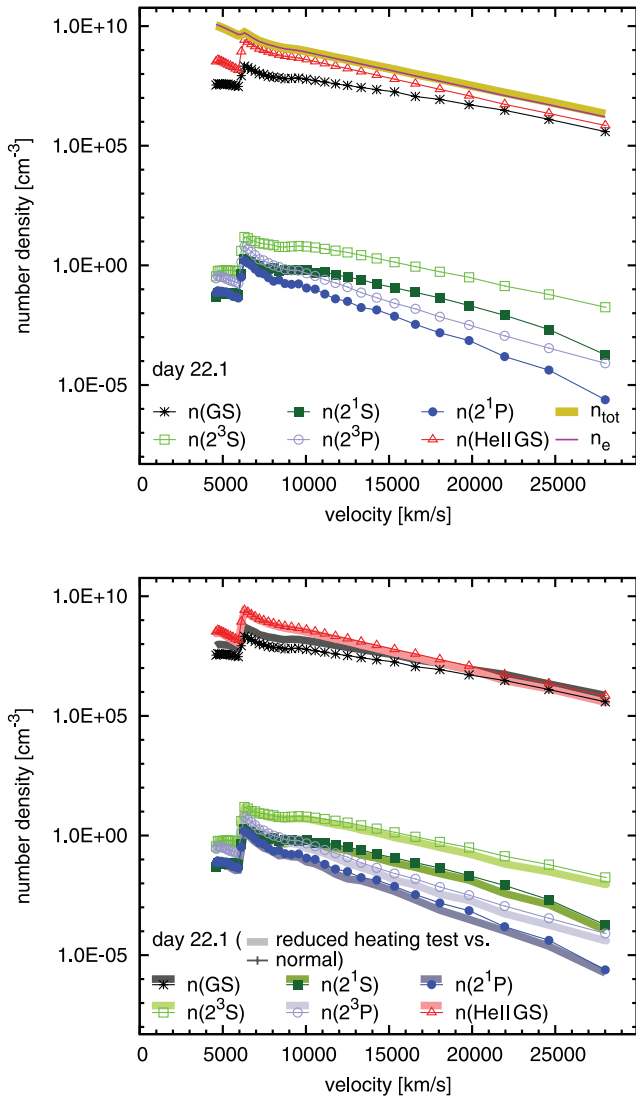 1.0E+10
1.0E+05
1.0E+00
1.0E-05
number density [cm-3]
day 22.1
n(GS) n(21S) n(21P) ntot
n(23S) n(23P) n(HeII GS) ne
0 5000 10000 15000 20000 25000
velocity [km/s]
1.0E+10
1.0E+05
1.0E+00
1.0E-05
number density [cm-3]
day 22.1 ( reduced heating test vs.
normal)
n(GS) n(21S) n(21P)
n(23S) n(23P) n(HeII GS)
0 5000 10000 15000 20000 25000
velocity [km/s]